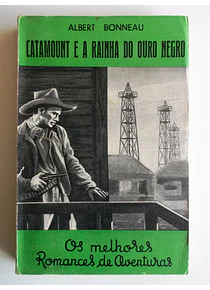 ALBERT BONNEAU
CATAMOUNT E A RAINHA DO OURO NEGRO
Os melhores
Romances de Aventuras